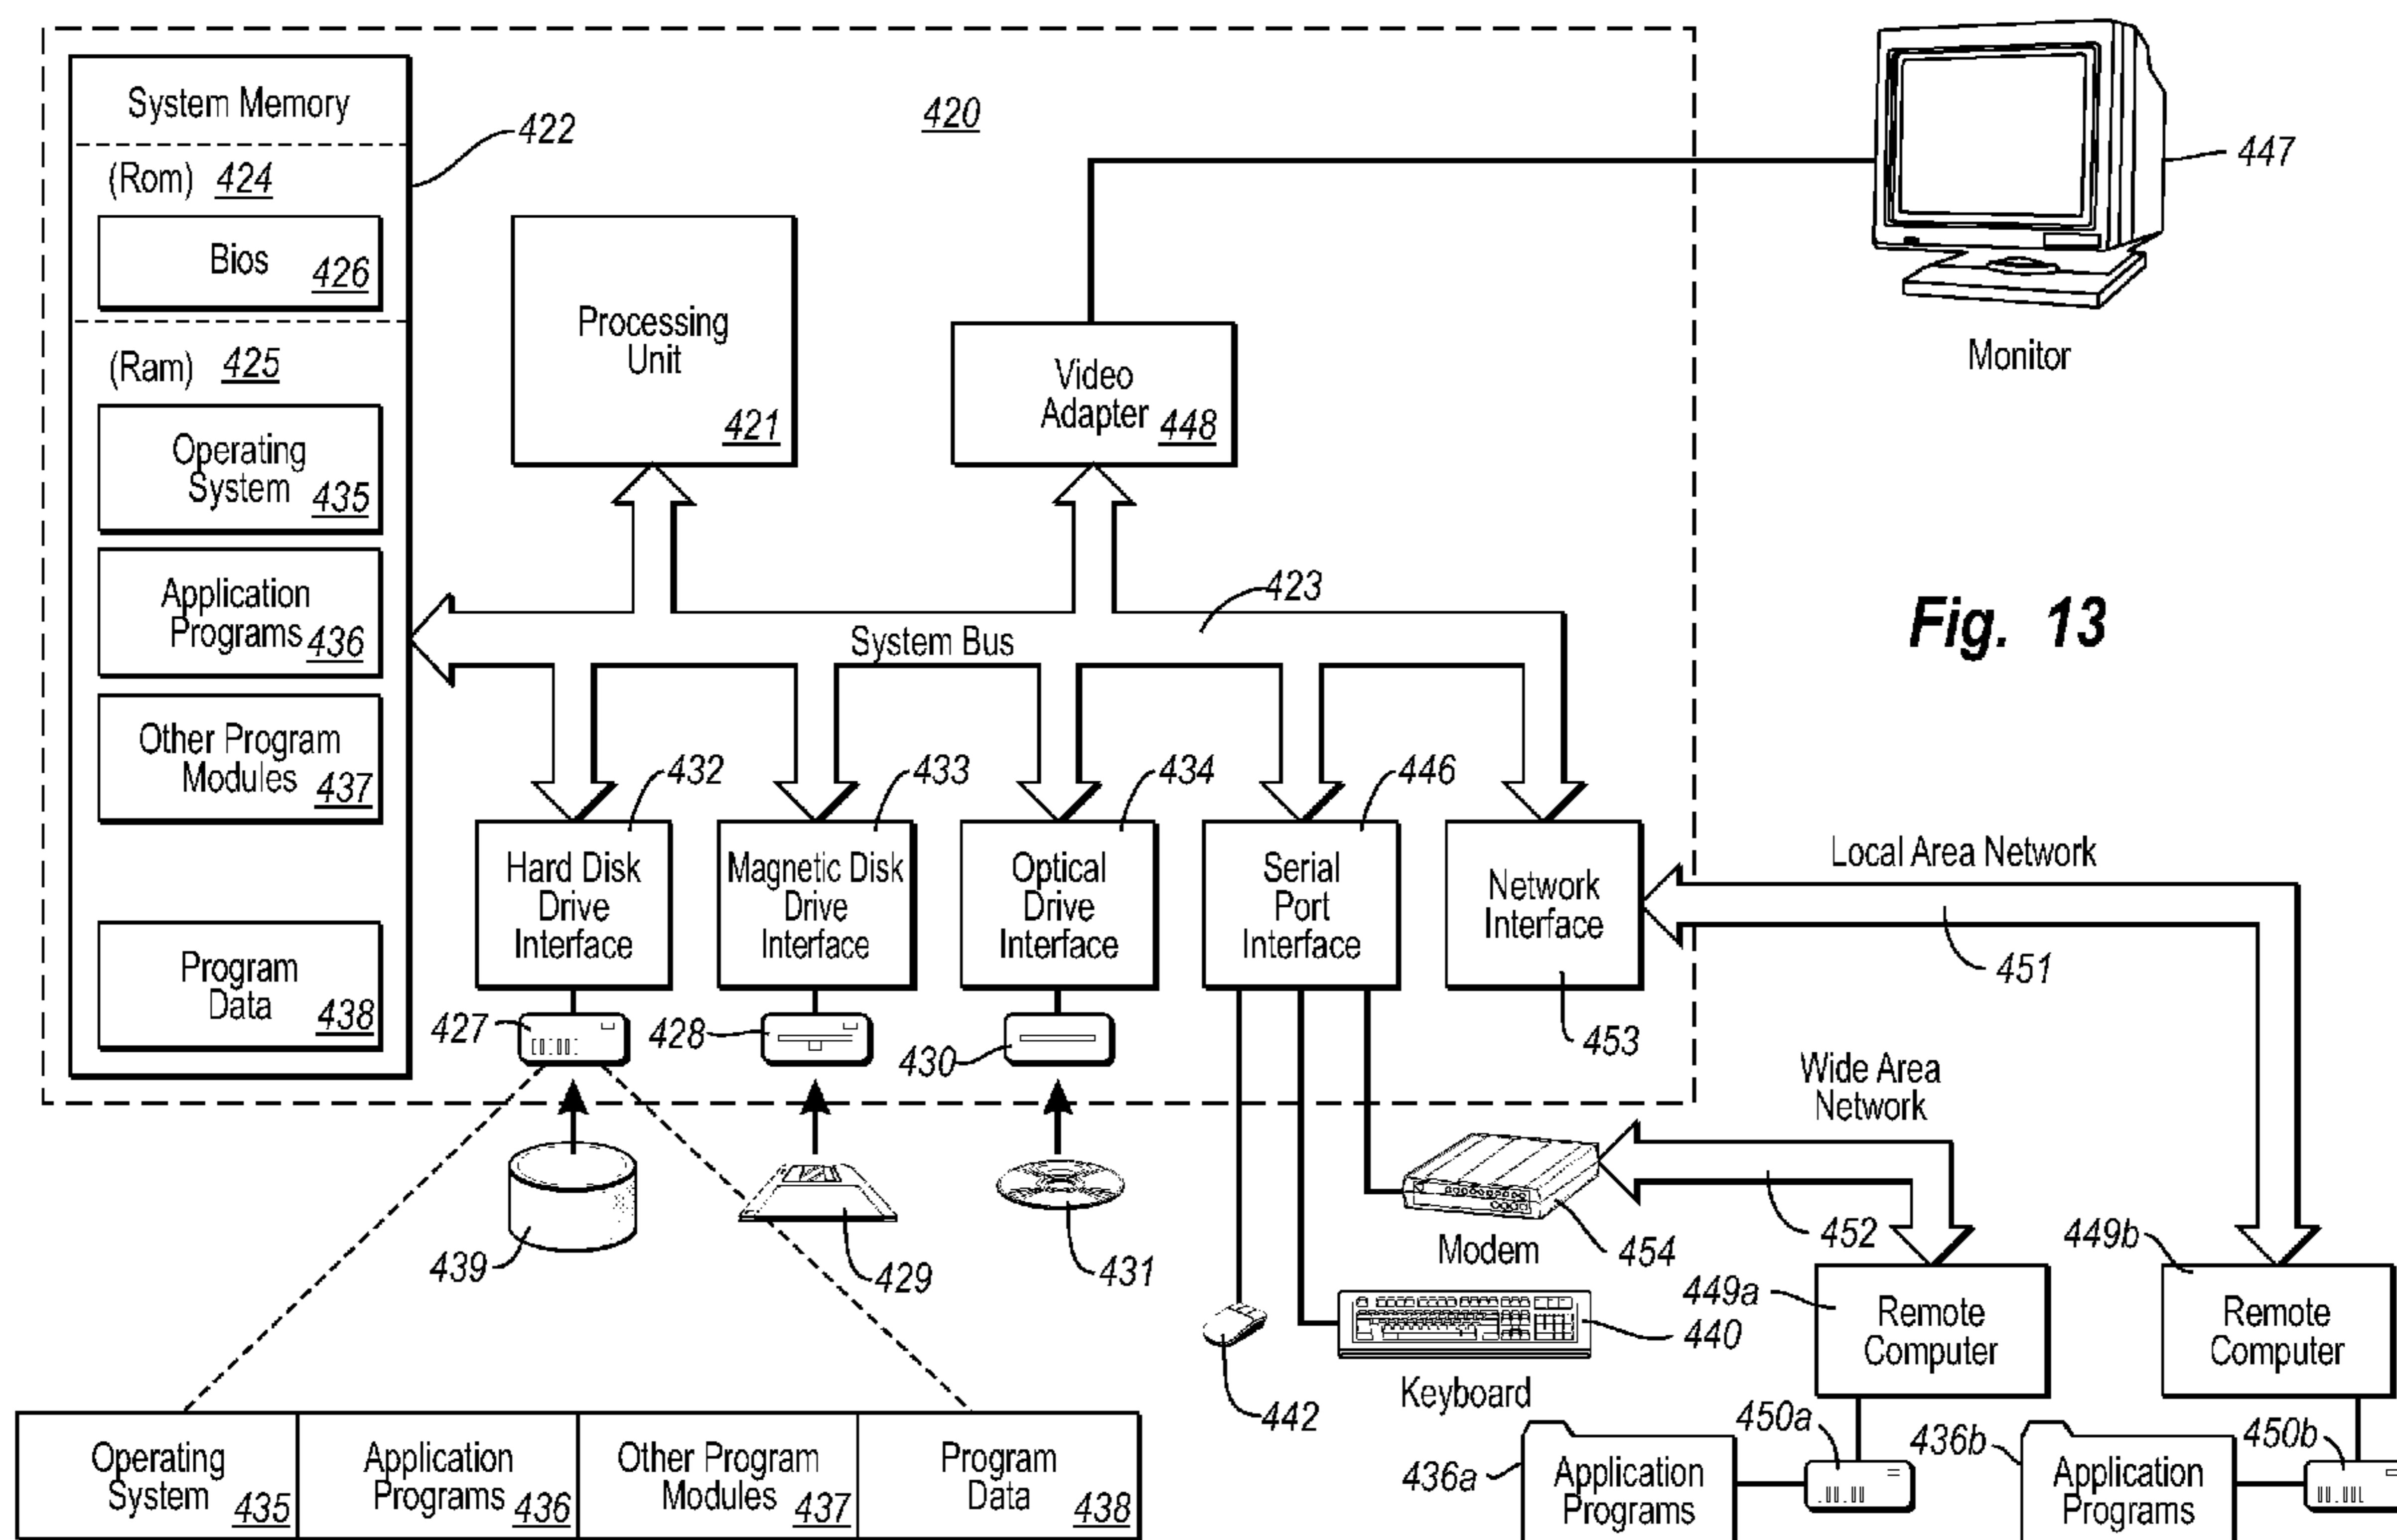 System Memory
(Rom) 424
Bios 426
(Ram) 425
Operating
System 435
Application
Programs 436
Other Program
Modules 437
Program
Data 438
422
420
Processing
Unit
421
Video
Adapter 448
447
Monitor
423
System Bus
Fig. 13
432
433
434
446
Hard Disk
Drive
Interface
Magnetic Disk
Drive
Interface
Optical
Drive
Interface
Serial
Port
Interface
Network
Interface
453
Local Area Network
451
427
428
430
Wide Area
Network
452
439
429
431
Modem
454
442
440
Keyboard
449a
Remote
Computer
449b
Remote
Computer
450a
450b
436a
Application
Programs
436b
Application
Programs
Operating
System 435
Application
Programs 436
Other Program
Modules 437
Program
Data 438